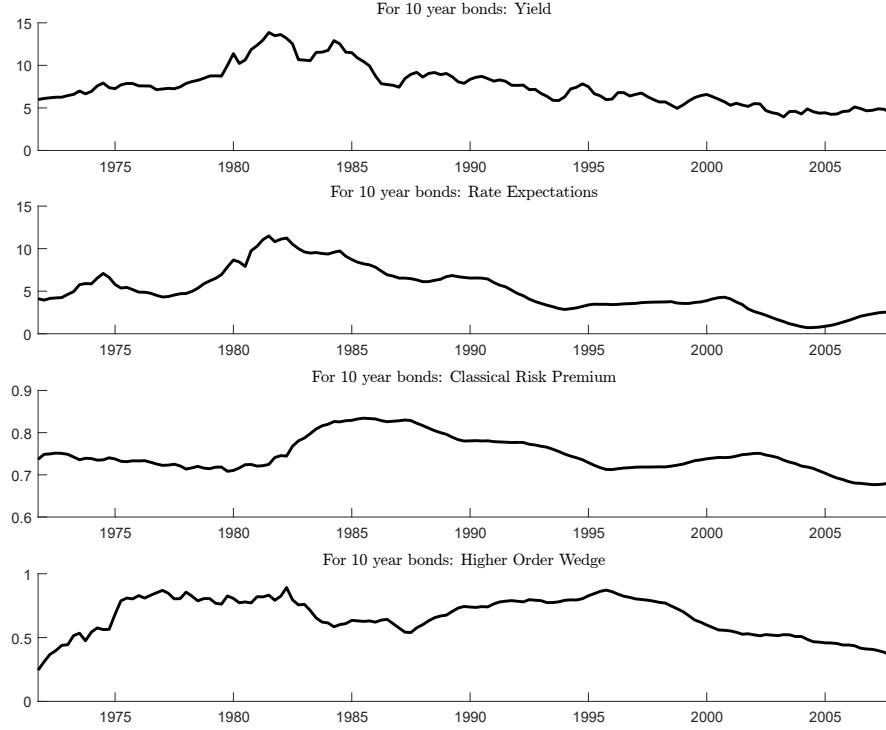 For 10 year bonds: Yield
15
10
5
0
1975 1980 1985 1990 1995 2000 2005
For 10 year bonds: Rate Expectations
15
10
5
0
1975 1980 1985 1990 1995 2000 2005
For 10 year bonds: Classical Risk Premium
0.9
0.8
0.7
0.6
1975 1980 1985 1990 1995 2000 2005
For 10 year bonds: Higher Order Wedge
1
0.5
0
1975 1980 1985 1990 1995 2000 2005